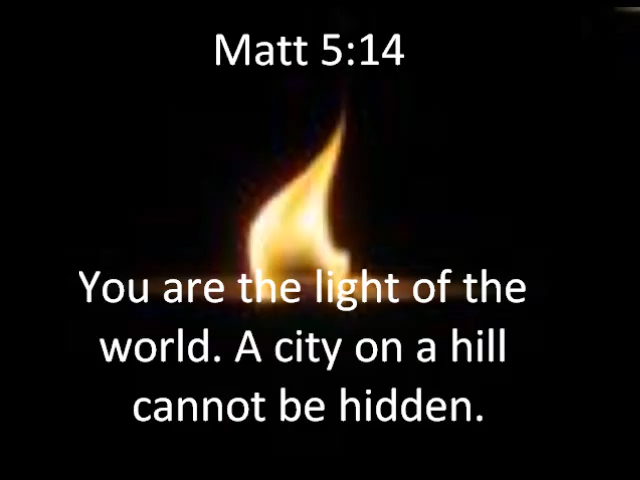 Matt 5:14
You are the light of the
world. A city on a hill
cannot be hidden.